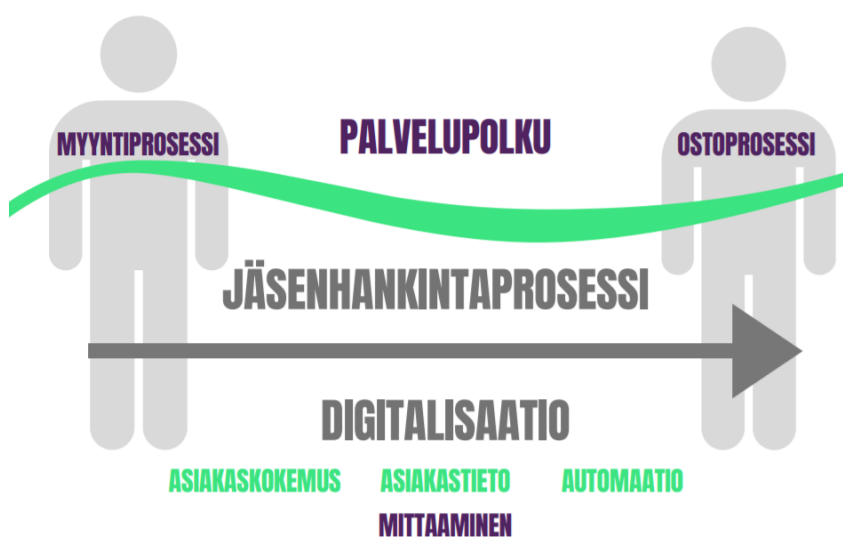 PALVELUPOLKU
MYYNTIPROSESSI
OSTOPROSESSI
JÄSENHANKINTAPROSESSI
DIGITALISAATIO
ASIAKASKOKEMUS
ASIAKASTIETO
AUTOMAATIO
MITTAAMINEN